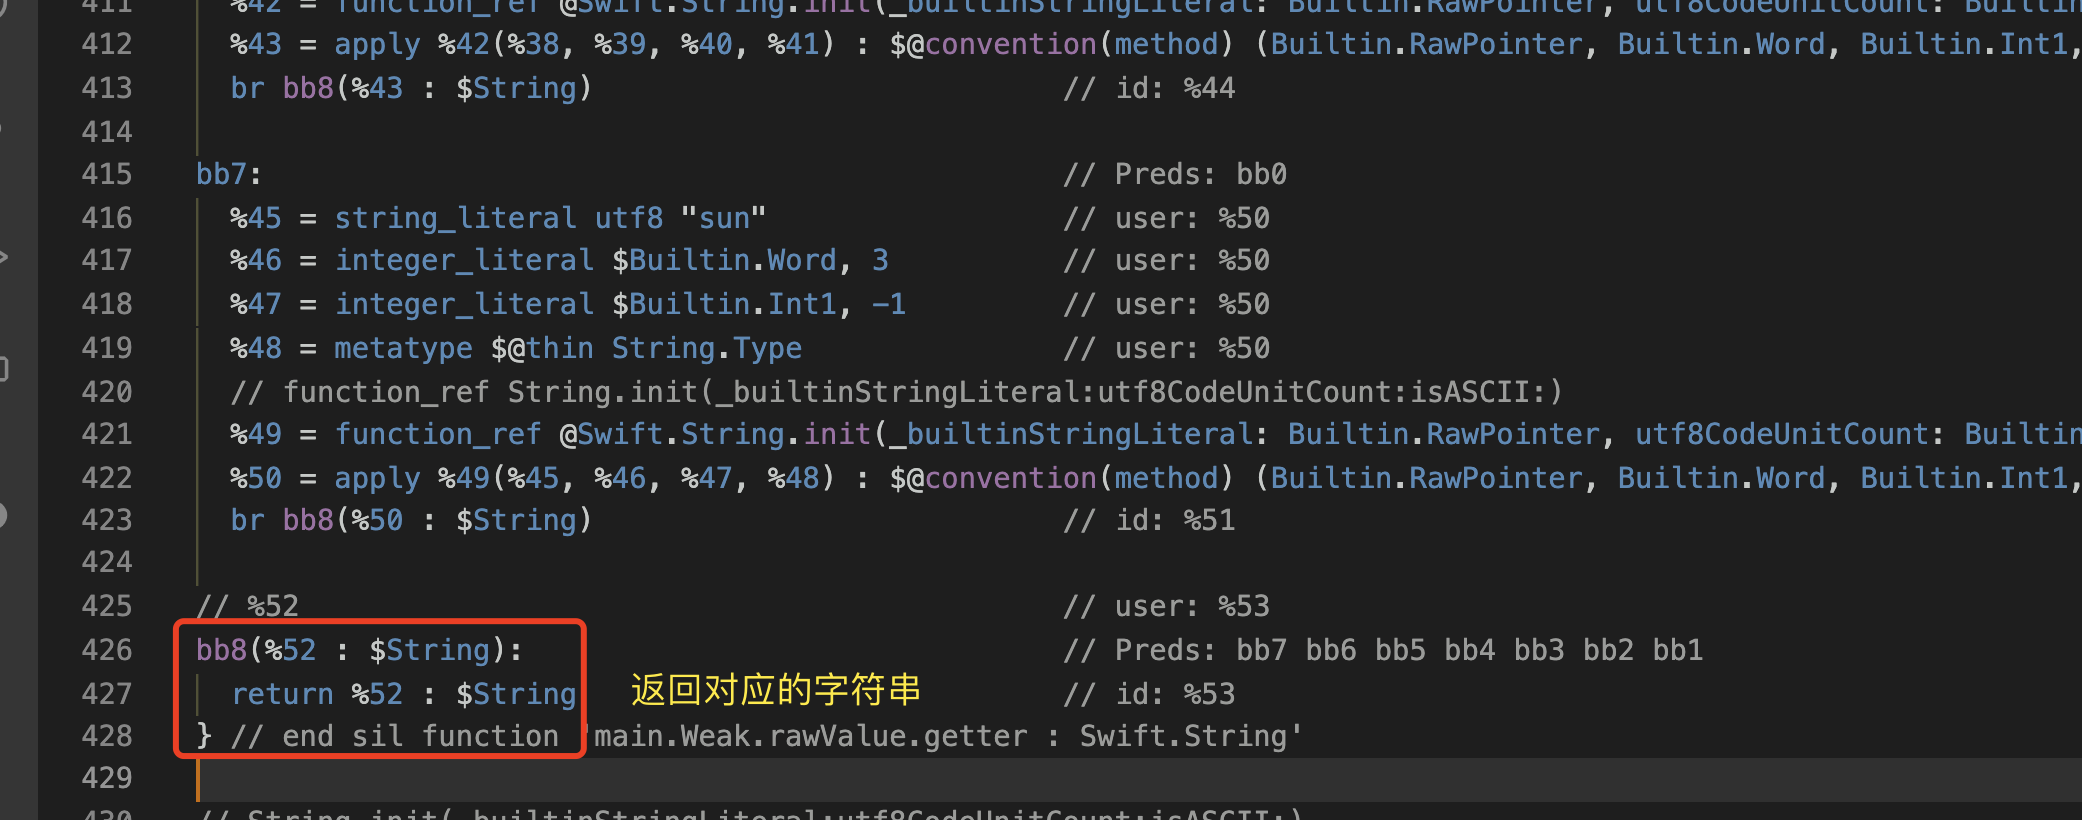 411 %42 = function_ref @Swift.String.init(_builtinStringLiteral: Builtin.RawPointer, utf8CodeUnitCount: Builtin
412 %43 = apply %42(%38, %39, %40, %41) : $@convention(method) (Builtin.RawPointer, Builtin.Word, Builtin.Int1,
413 br bb8(%43 : $String) // id: %44
414
415 bb7: // Preds: bb0
416 %45 = string_literal utf8 "sun" // user: %50
417 %46 = integer_literal $Builtin.Word, 3 // user: %50
418 %47 = integer_literal $Builtin.Int1, -1 // user: %50
419 %48 = metatype $@thin String.Type // user: %50
420 // function_ref String.init(_builtinStringLiteral:utf8CodeUnitCount:isASCII:)
421 %49 = function_ref @Swift.String.init(_builtinStringLiteral: Builtin.RawPointer, utf8CodeUnitCount: Builtin
422 %50 = apply %49(%45, %46, %47, %48) : $@convention(method) (Builtin.RawPointer, Builtin.Word, Builtin.Int1,
423 br bb8(%50 : $String) // id: %51
424
425 // %52 // user: %53
426 bb8(%52 : $String): // Preds: bb7 bb6 bb5 bb4 bb3 bb2 bb1
427 return %52 : $String 返回对应的字符串 // id: %53
428 } // end sil function 'main.Weak.rawValue.getter : Swift.String'
429
430 // String.init(_builtinStringLiteral:utf8CodeUnitCount:isASCII:)